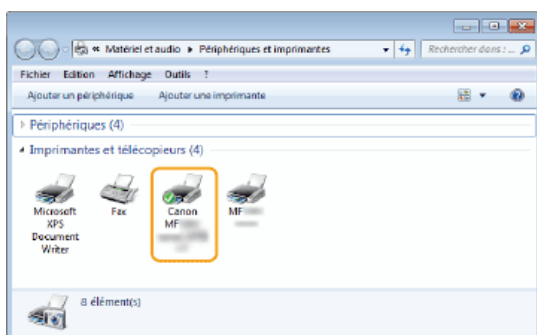 « Matériel et audio ▸ Périphériques et imprimantes
Rechercher dans : ...
Fichier Edition Affichage Outils ?
Ajouter un périphérique Ajouter une imprimante
Périphériques (4)
Imprimantes et télécopieurs (4)
Microsoft XPS Document Writer
Fax
Canon MF
MF
8 élément(s)